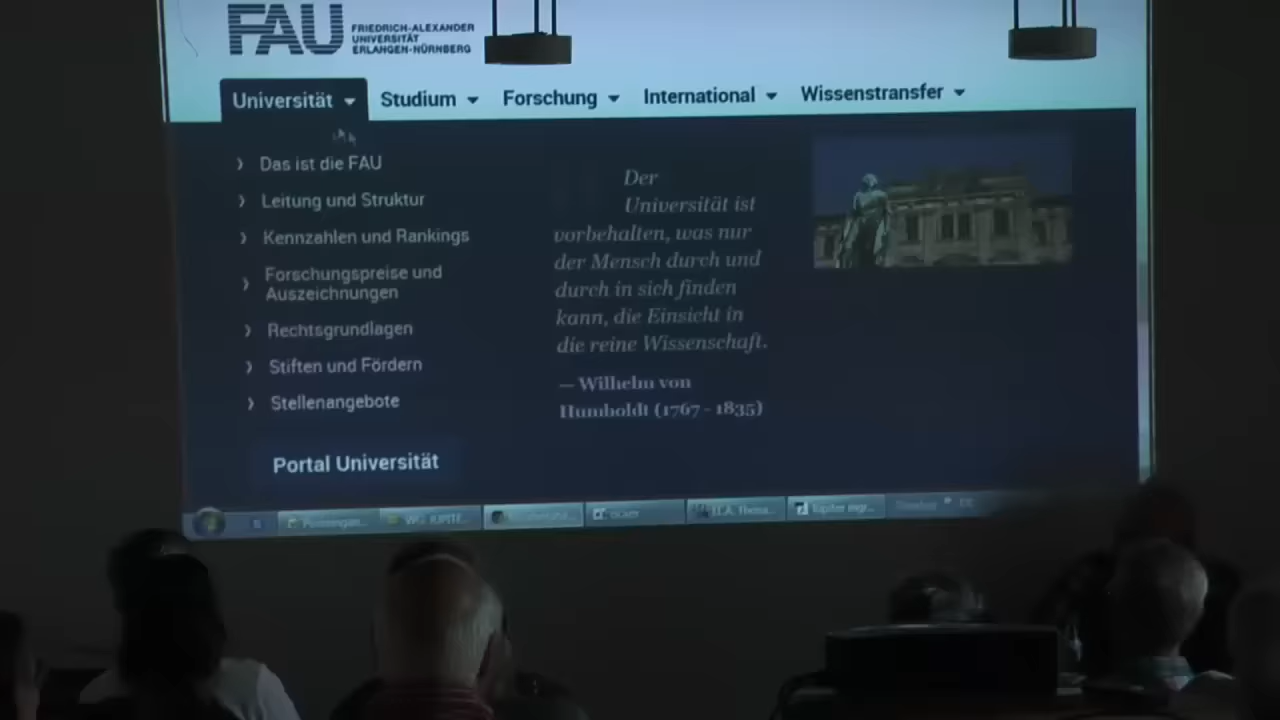 FAU
FRIEDRICH-ALEXANDER
UNIVERSITÄT
ERLANGEN-NÜRNBERG
Universität Studium Forschung International Wissenstransfer
Das ist die FAU
Leitung und Struktur
Kennzahlen und Rankings
Forschungspreise und
Auszeichnungen
Rechtsgrundlagen
Stiften und Fördern
Stellenangebote
Portal Universität
Der
Universität ist
vorbehalten, was nur
der Mensch durch und
durch in sich finden
kann, die Einsicht in
die reine Wissenschaft.
— Wilhelm von
Humboldt (1767 - 1835)